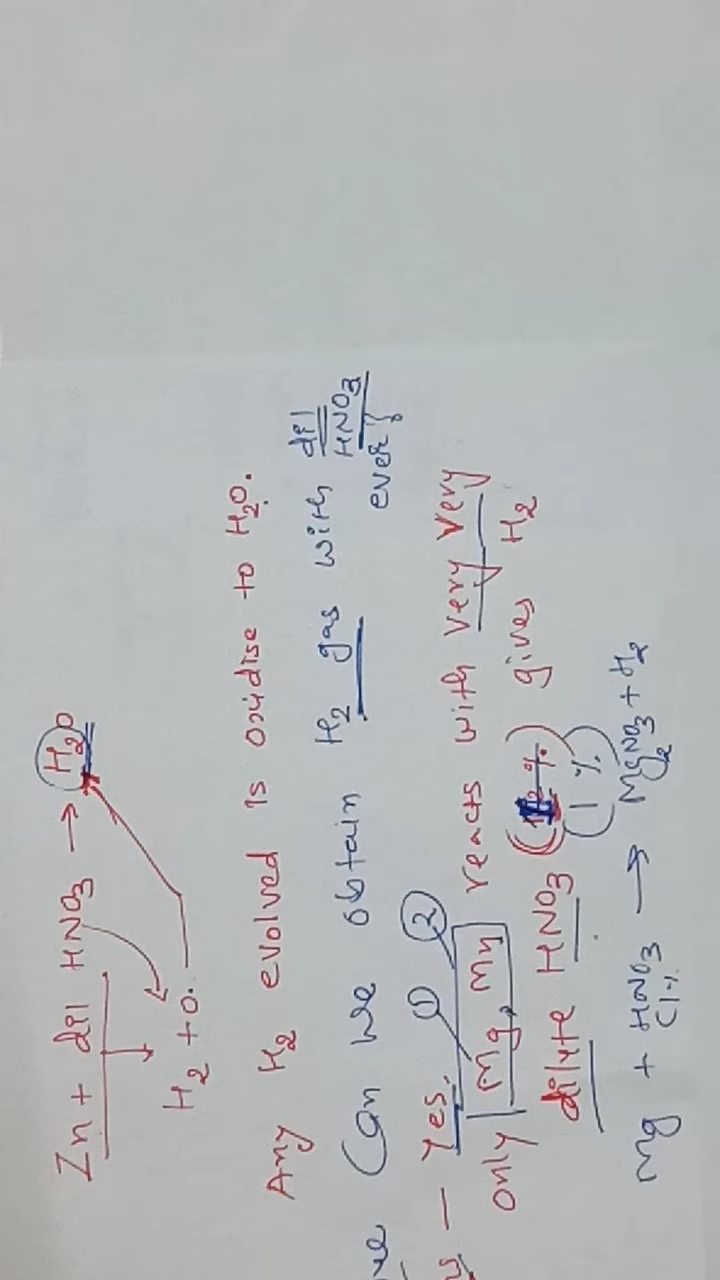 Zn + dil HNO3 → H2O
H2 + O.
Any H2 evolved is oxidise to H2O.
Can we obtain H2 gas with dil HNO3
ever?
— Yes. ① ②
only Mg, Mn reacts with very very
dilute HNO3 (1%) gives H2
Mg + HNO3 → MgNO3 + H2
(1% 2